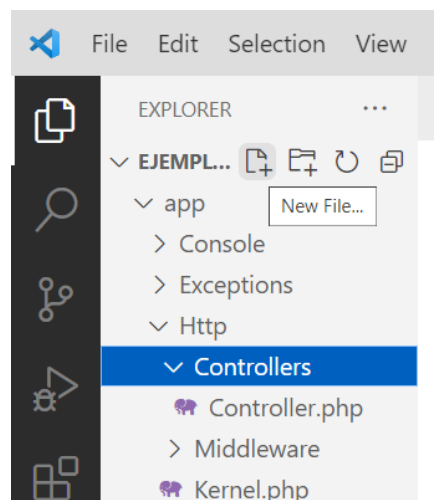 File Edit Selection View
EXPLORER ...
EJEMPL...
New File...
app
Console
Exceptions
Http
Controllers
Controller.php
Middleware
Kernel.php